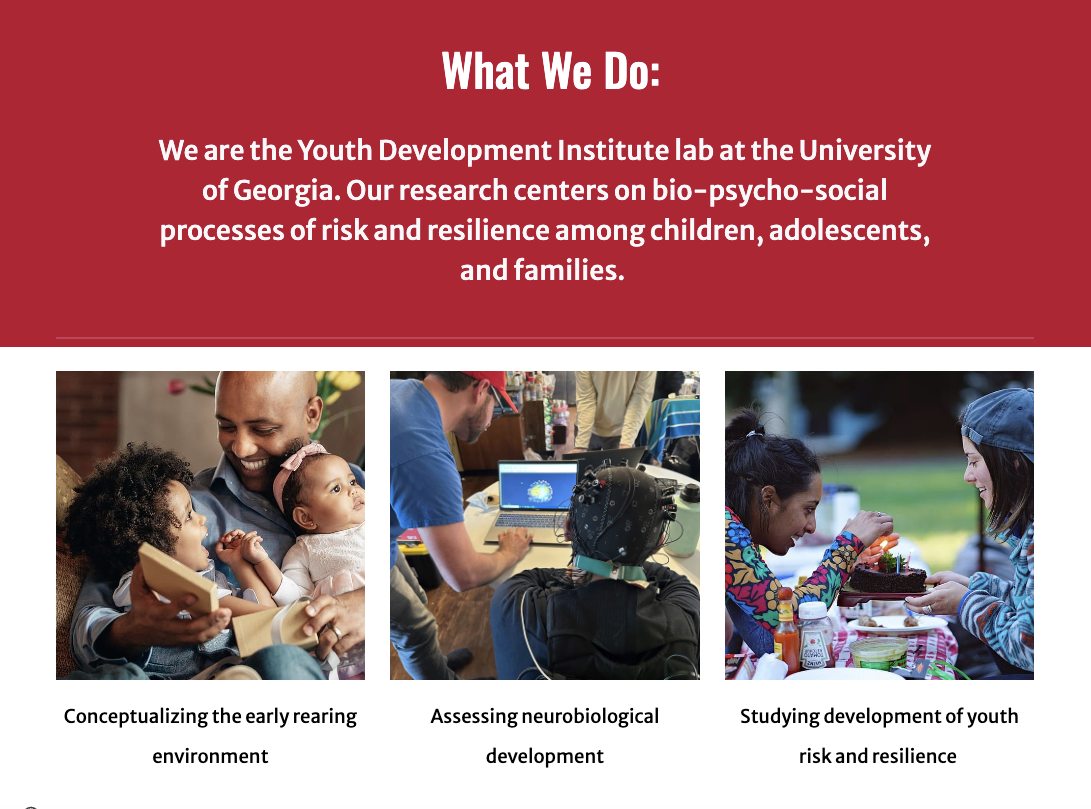 What We Do:
We are the Youth Development Institute lab at the University
of Georgia. Our research centers on bio-psycho-social
processes of risk and resilience among children, adolescents,
and families.
Conceptualizing the early rearing
environment
Assessing neurobiological
development
Studying development of youth
risk and resilience